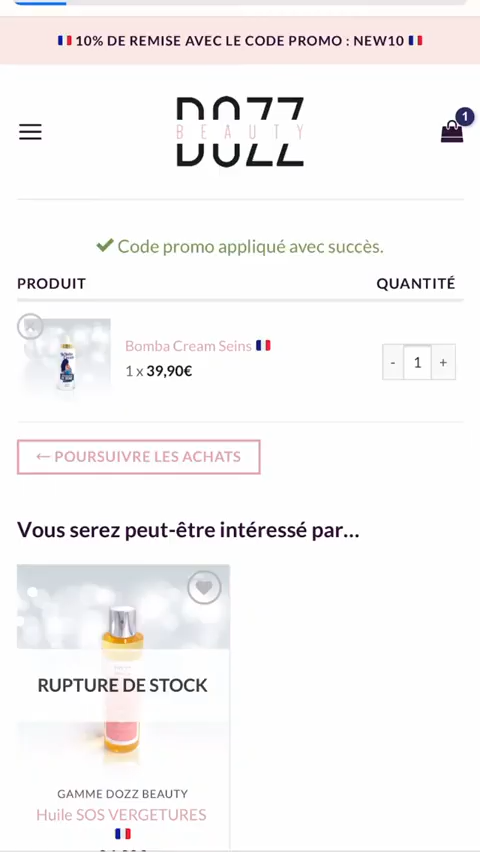 🇫🇷 10% DE REMISE AVEC LE CODE PROMO : NEW10 🇫🇷
DOZZ
BEAUTY
1
Code promo appliqué avec succès.
PRODUIT QUANTITÉ
Bomba Cream Seins 🇫🇷
1 x 39,90€
- 1 +
← POURSUIVRE LES ACHATS
Vous serez peut-être intéressé par…
RUPTURE DE STOCK
GAMME DOZZ BEAUTY
Huile SOS VERGETURES
🇫🇷